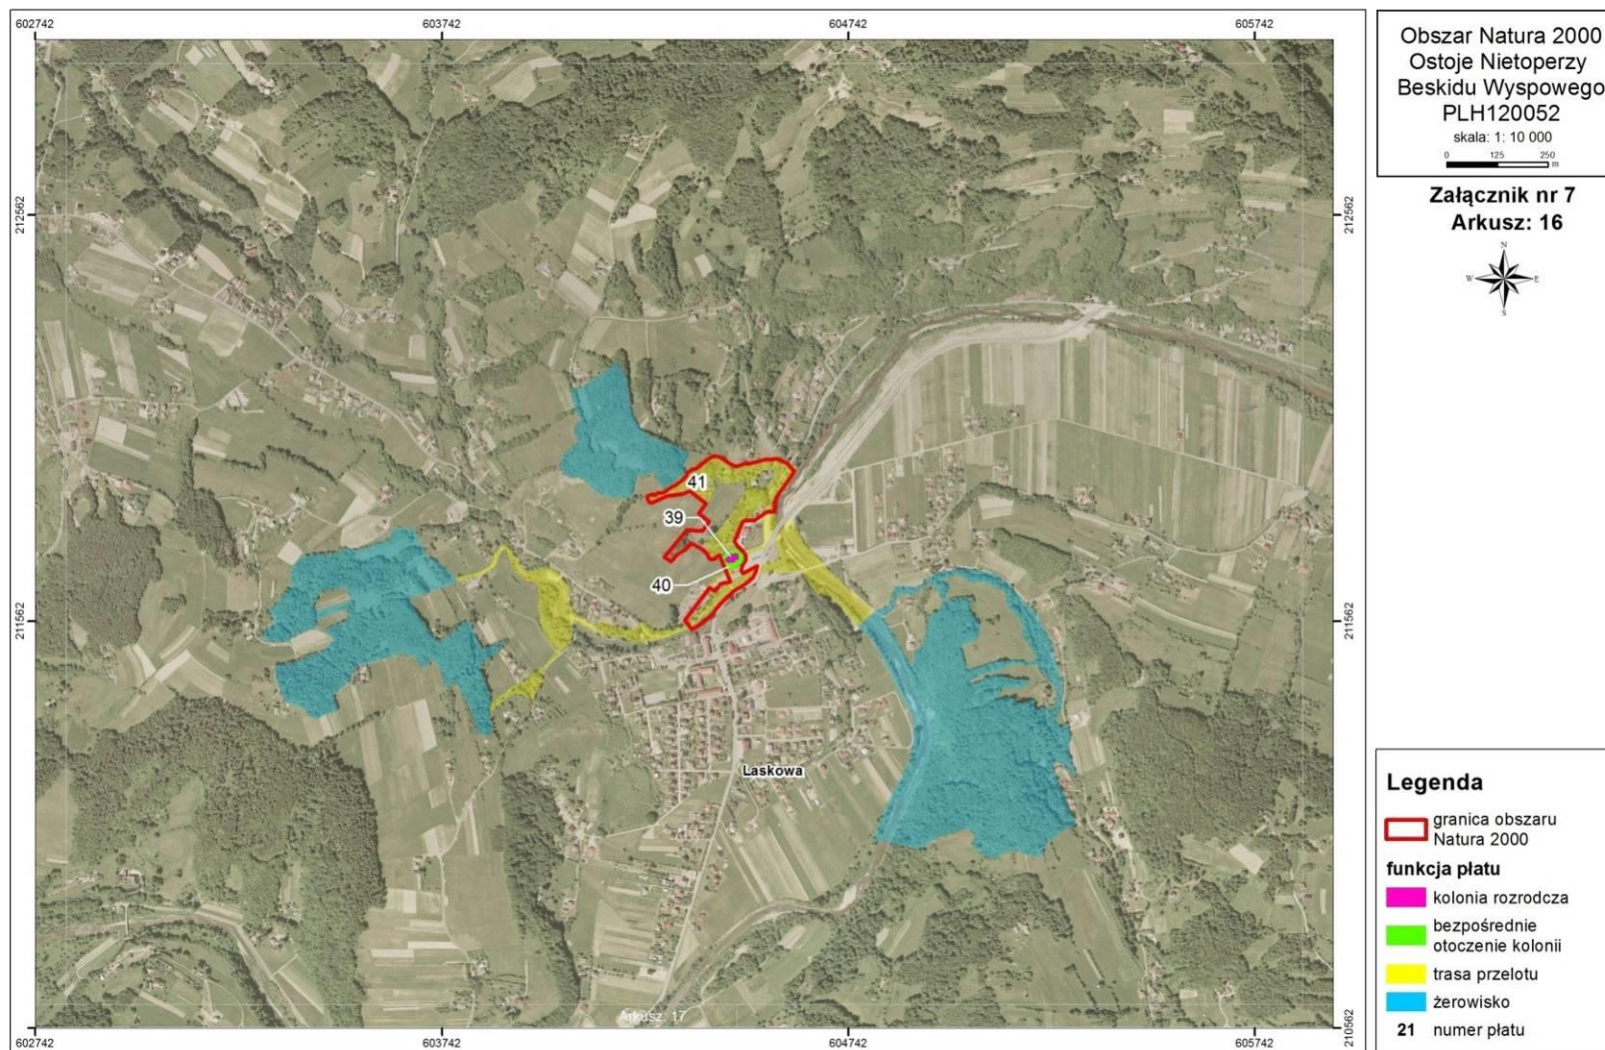 602742
603742
604742
605742
212562
211562
212562
211562
210562
41
39
40
Laskowa
Arkusz: 17
602742
603742
604742
605742
Obszar Natura 2000
Ostoje Nietoperzy
Beskidu Wyspowego
PLH120052
skala: 1: 10 000
0 125 250
m
Załącznik nr 7
Arkusz: 16
N
W E
S
Legenda
granica obszaru
Natura 2000
funkcja płatu
kolonia rozrodcza
bezpośrednie
otoczenie kolonii
trasa przelotu
żerowisko
21 numer płatu